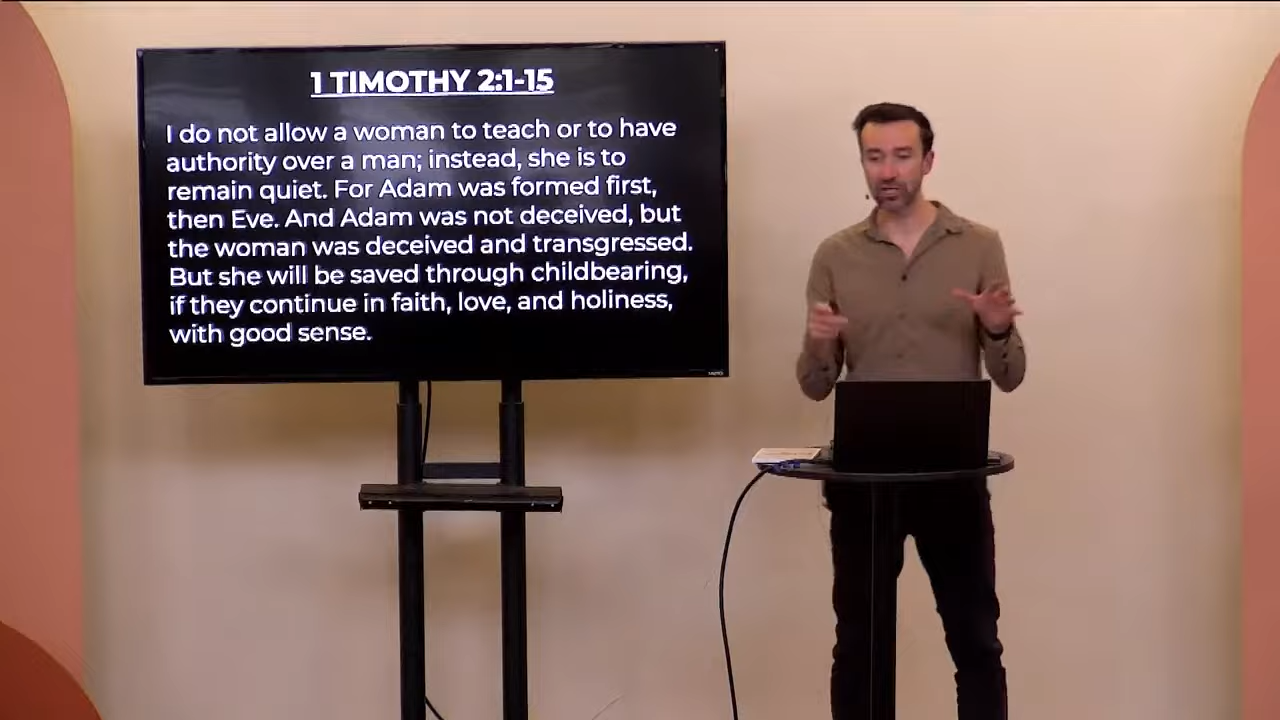 1 TIMOTHY 2:1-15
I do not allow a woman to teach or to have
authority over a man; instead, she is to
remain quiet. For Adam was formed first,
then Eve. And Adam was not deceived, but
the woman was deceived and transgressed.
But she will be saved through childbearing,
if they continue in faith, love, and holiness,
with good sense.